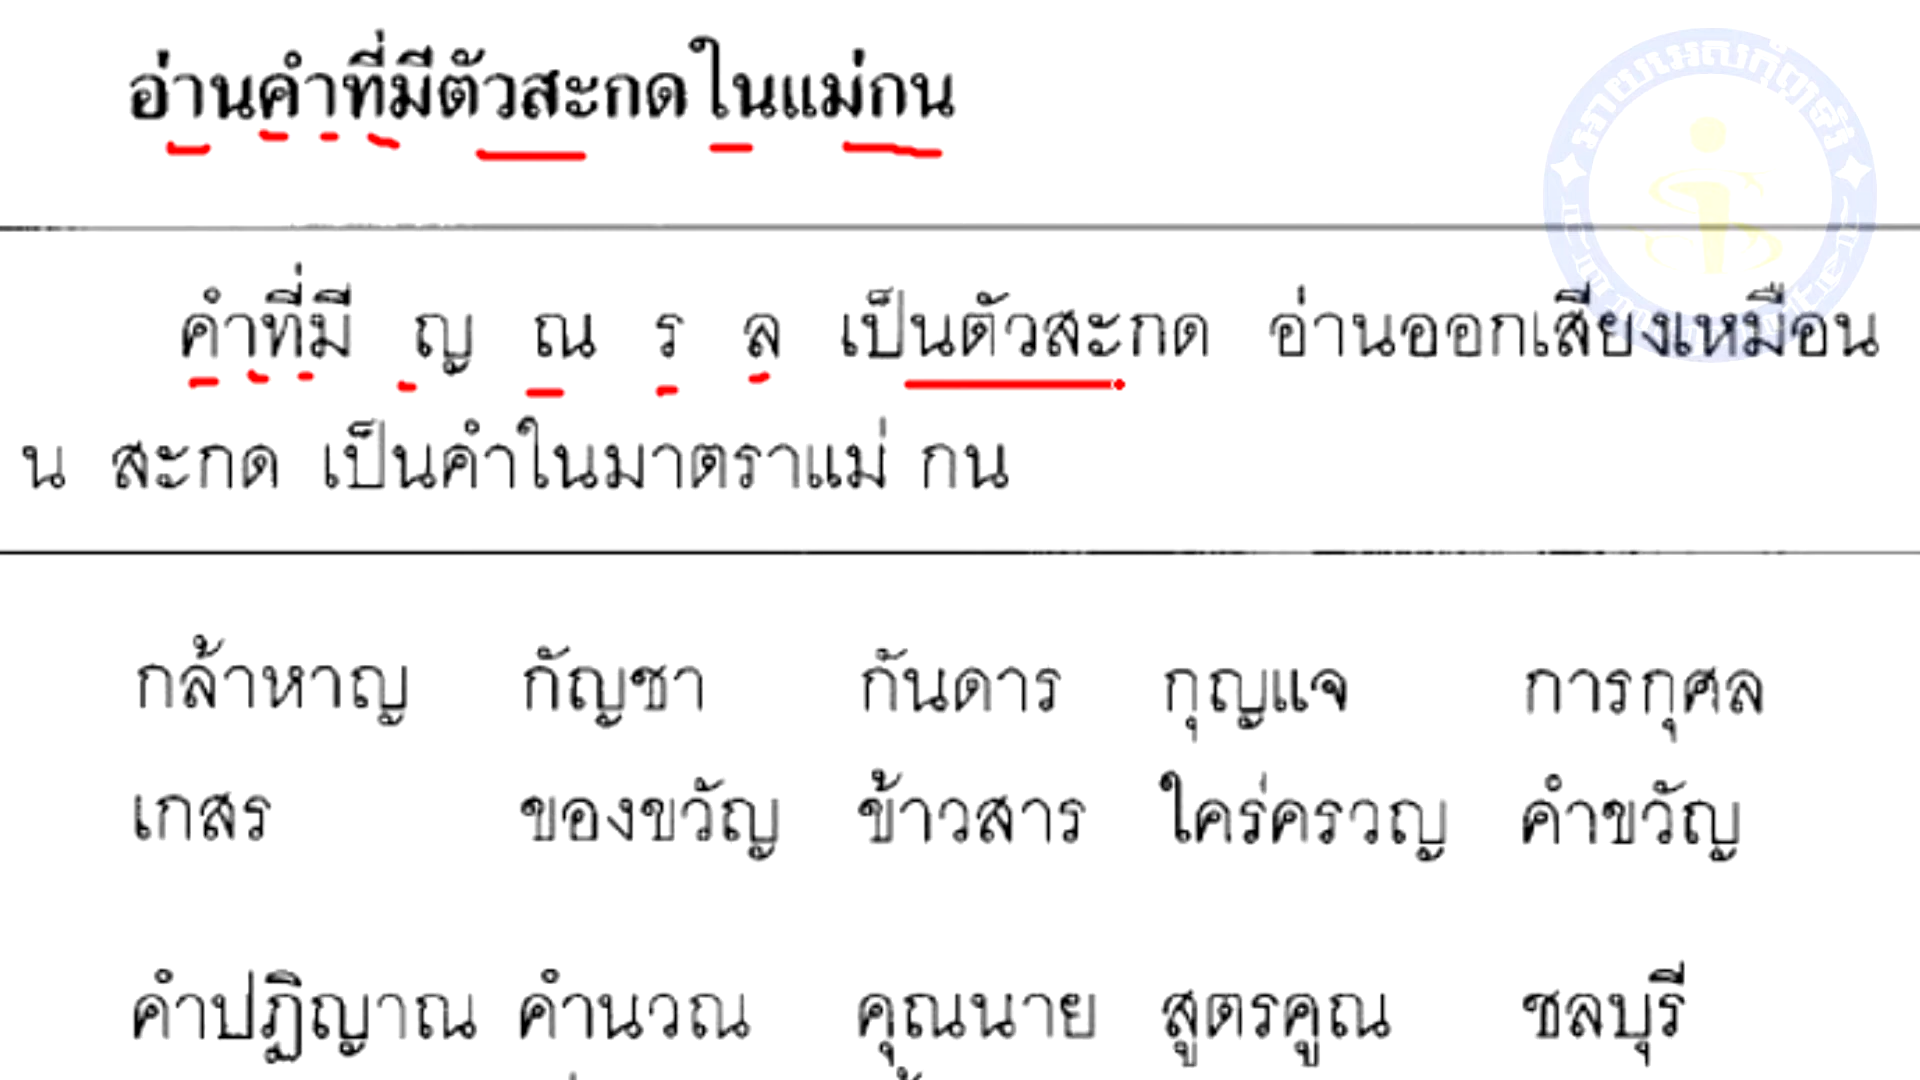 อ่านคำที่มีตัวสะกดในแม่กน
คำที่มี ญ ณ ร ล เป็นตัวสะกด อ่านออกเสียงเหมือน
น สะกด เป็นคำในมาตราแม่ กน
กล้าหาญ กัญชา กันดาร กุญแจ การกุศล
เกสร ของขวัญ ข้าวสาร ใคร่ครวญ คำขวัญ
คำปฏิญาณ คำนวณ คุณนาย สูตรคูณ ชลบุรี